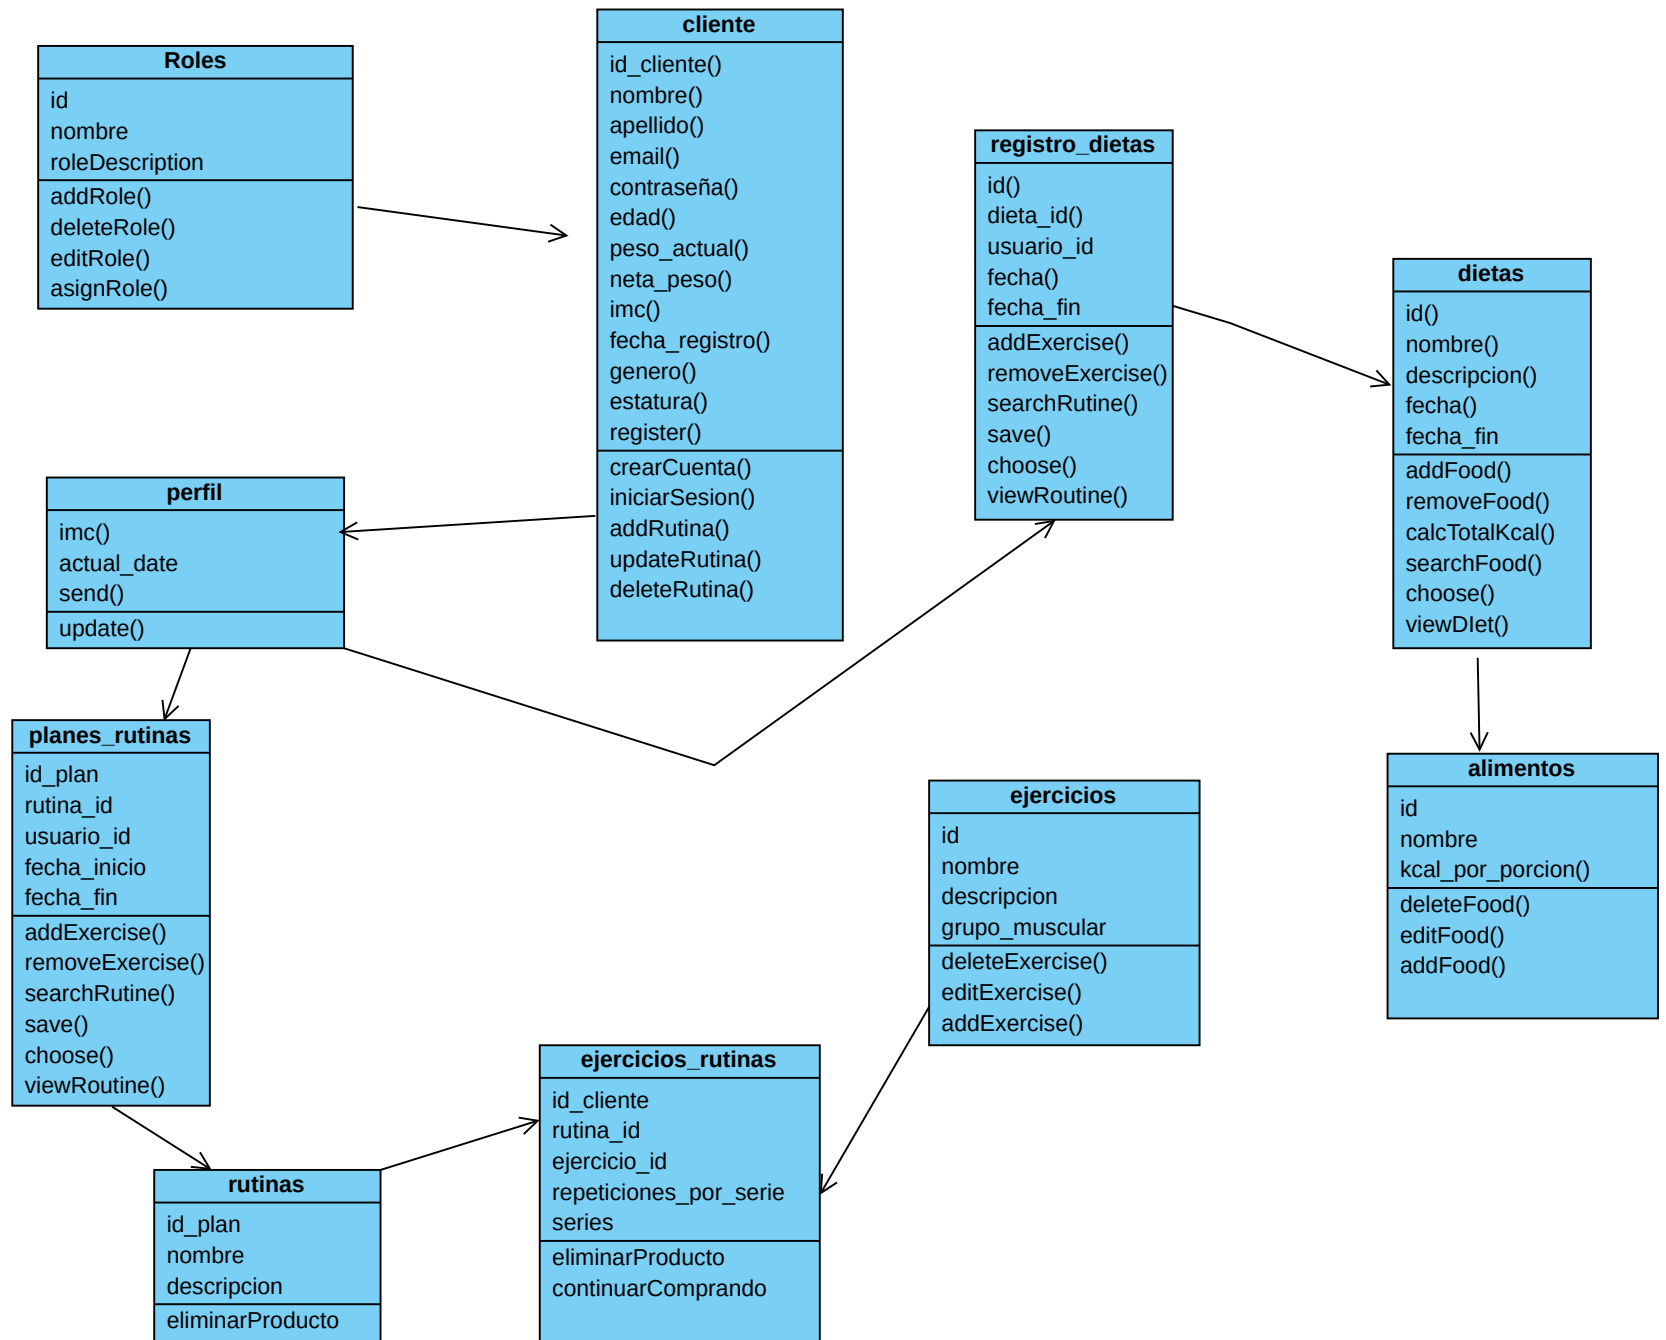 Roles
id
nombre
roleDescription
addRole()
deleteRole()
editRole()
asignRole()
cliente
id_cliente()
nombre()
apellido()
email()
contraseña()
edad()
peso_actual()
neta_peso()
imc()
fecha_registro()
genero()
estatura()
register()
crearCuenta()
iniciarSesion()
addRutina()
updateRutina()
deleteRutina()
registro_dietas
id()
dieta_id()
usuario_id
fecha()
fecha_fin
addExercise()
removeExercise()
searchRutine()
save()
choose()
viewRoutine()
dietas
id()
nombre()
descripcion()
fecha()
fecha_fin
addFood()
removeFood()
calcTotalKcal()
searchFood()
choose()
viewDIet()
perfil
imc()
actual_date
send()
update()
planes_rutinas
id_plan
rutina_id
usuario_id
fecha_inicio
fecha_fin
addExercise()
removeExercise()
searchRutine()
save()
choose()
viewRoutine()
ejercicios
id
nombre
descripcion
grupo_muscular
deleteExercise()
editExercise()
addExercise()
alimentos
id
nombre
kcal_por_porcion()
deleteFood()
editFood()
addFood()
rutinas
id_plan
nombre
descripcion
eliminarProducto
ejercicios_rutinas
id_cliente
rutina_id
ejercicio_id
repeticiones_por_serie
series
eliminarProducto
continuarComprando